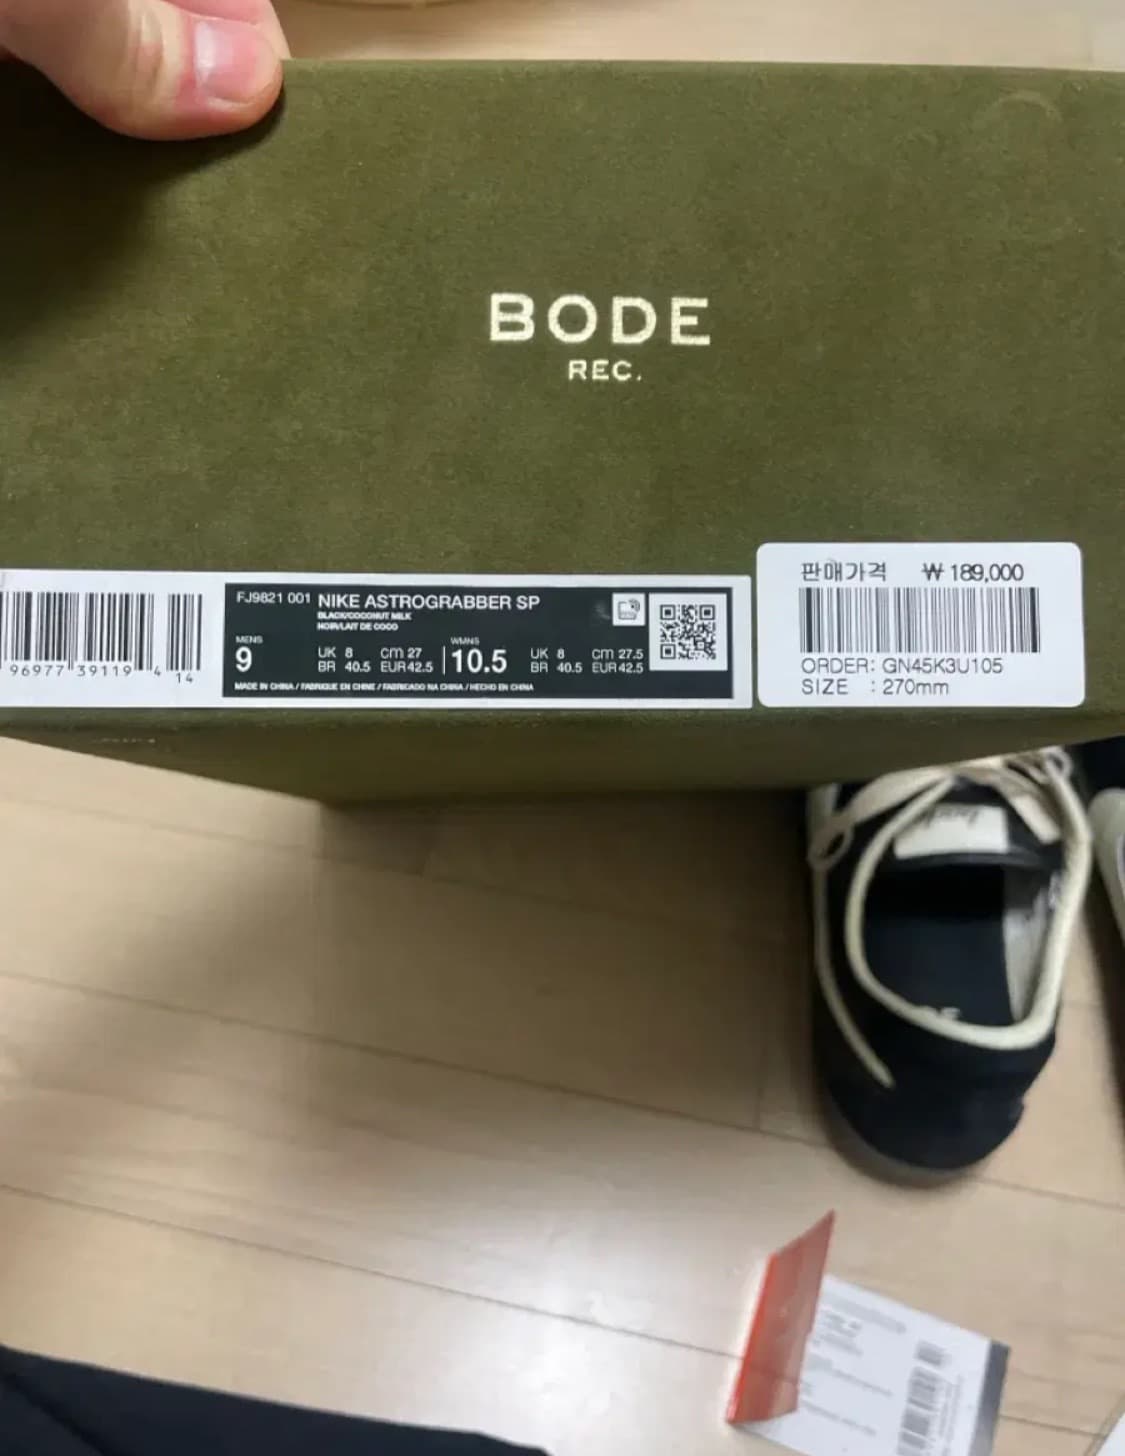 BODE
REC.
FJ9821 001 NIKE ASTROGRABBER SP
BLACK/COCONUT MILK
NOIR/LAIT DE COCO
MENS
9
UK 8 cm 27
BR 40.5 EUR 42.5
WMNS
10.5
UK 8 cm 27.5
BR 40.5 EUR 42.5
MADE IN CHINA / FABRIQUE EN CHINE / FABRICADO NA CHINA / HECHO EN CHINA
96977 39119 4
14
판매가격 ₩ 189,000
ORDER: GN45K3U105
SIZE : 270mm